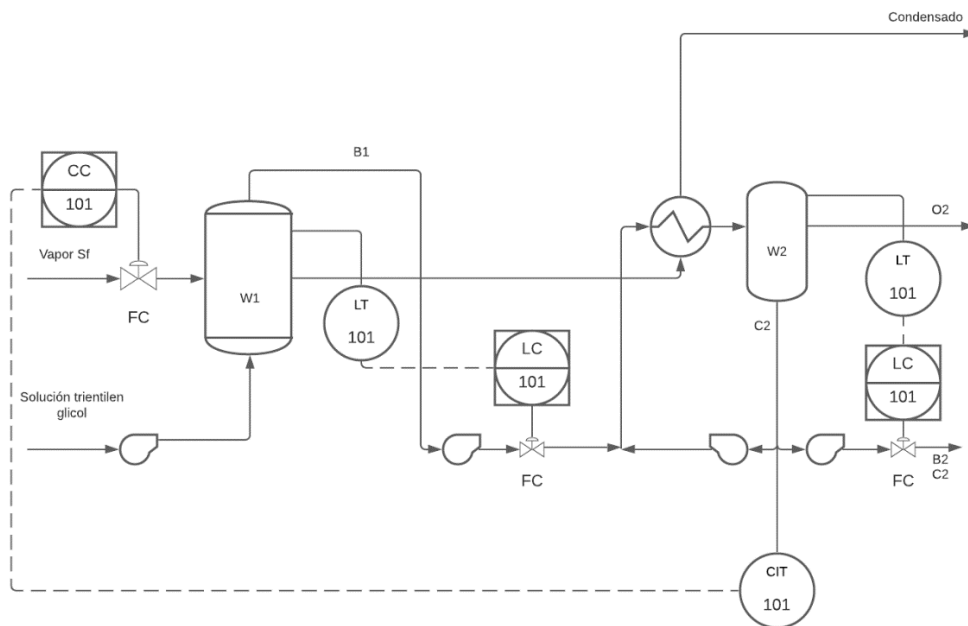 Condensado
B1
CC
101
O2
W2
Vapor Sf
LT
101
W1
FC
LT
101
C2
LC
101
LC
101
Solución trientilen
glicol
B2
C2
FC
FC
CIT
101